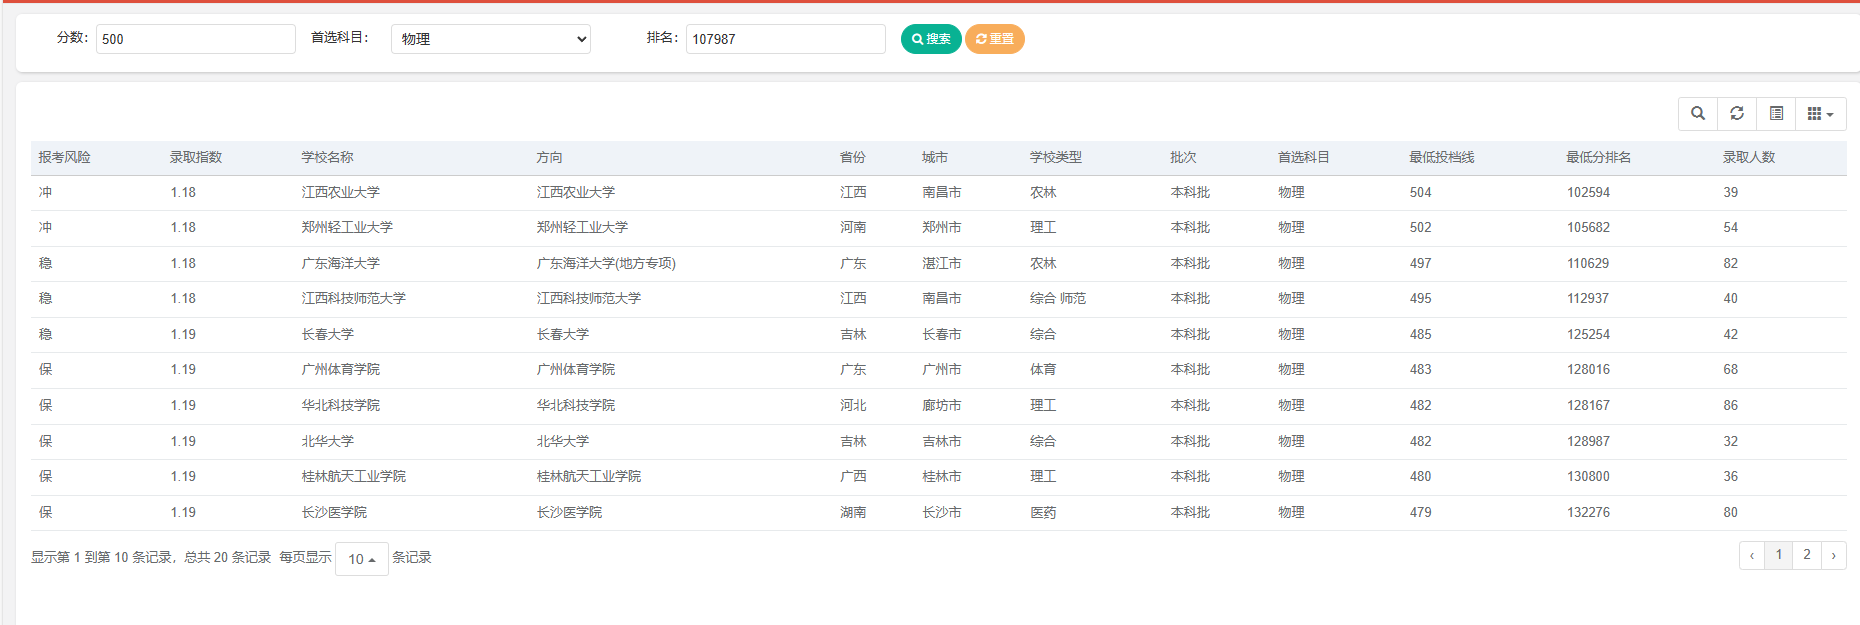 分数: 500 首选科目: 物理 排名: 107987 搜索 重置
报考风险 录取指数 学校名称 方向 省份 城市 学校类型 批次 首选科目 最低投档线 最低分排名 录取人数
冲 1.18 江西农业大学 江西农业大学 江西 南昌市 农林 本科批 物理 504 102594 39
冲 1.18 郑州轻工业大学 郑州轻工业大学 河南 郑州市 理工 本科批 物理 502 105682 54
稳 1.18 广东海洋大学 广东海洋大学(地方专项) 广东 湛江市 农林 本科批 物理 497 110629 82
稳 1.18 江西科技师范大学 江西科技师范大学 江西 南昌市 综合 师范 本科批 物理 495 112937 40
稳 1.19 长春大学 长春大学 吉林 长春市 综合 本科批 物理 485 125254 42
保 1.19 广州体育学院 广州体育学院 广东 广州市 体育 本科批 物理 483 128016 68
保 1.19 华北科技学院 华北科技学院 河北 廊坊市 理工 本科批 物理 482 128167 86
保 1.19 北华大学 北华大学 吉林 吉林市 综合 本科批 物理 482 128987 32
保 1.19 桂林航天工业学院 桂林航天工业学院 广西 桂林市 理工 本科批 物理 480 130800 36
保 1.19 长沙医学院 长沙医学院 湖南 长沙市 医药 本科批 物理 479 132276 80
显示第 1 到第 10 条记录，总共 20 条记录 每页显示 10 条记录 ‹ 1 2 ›